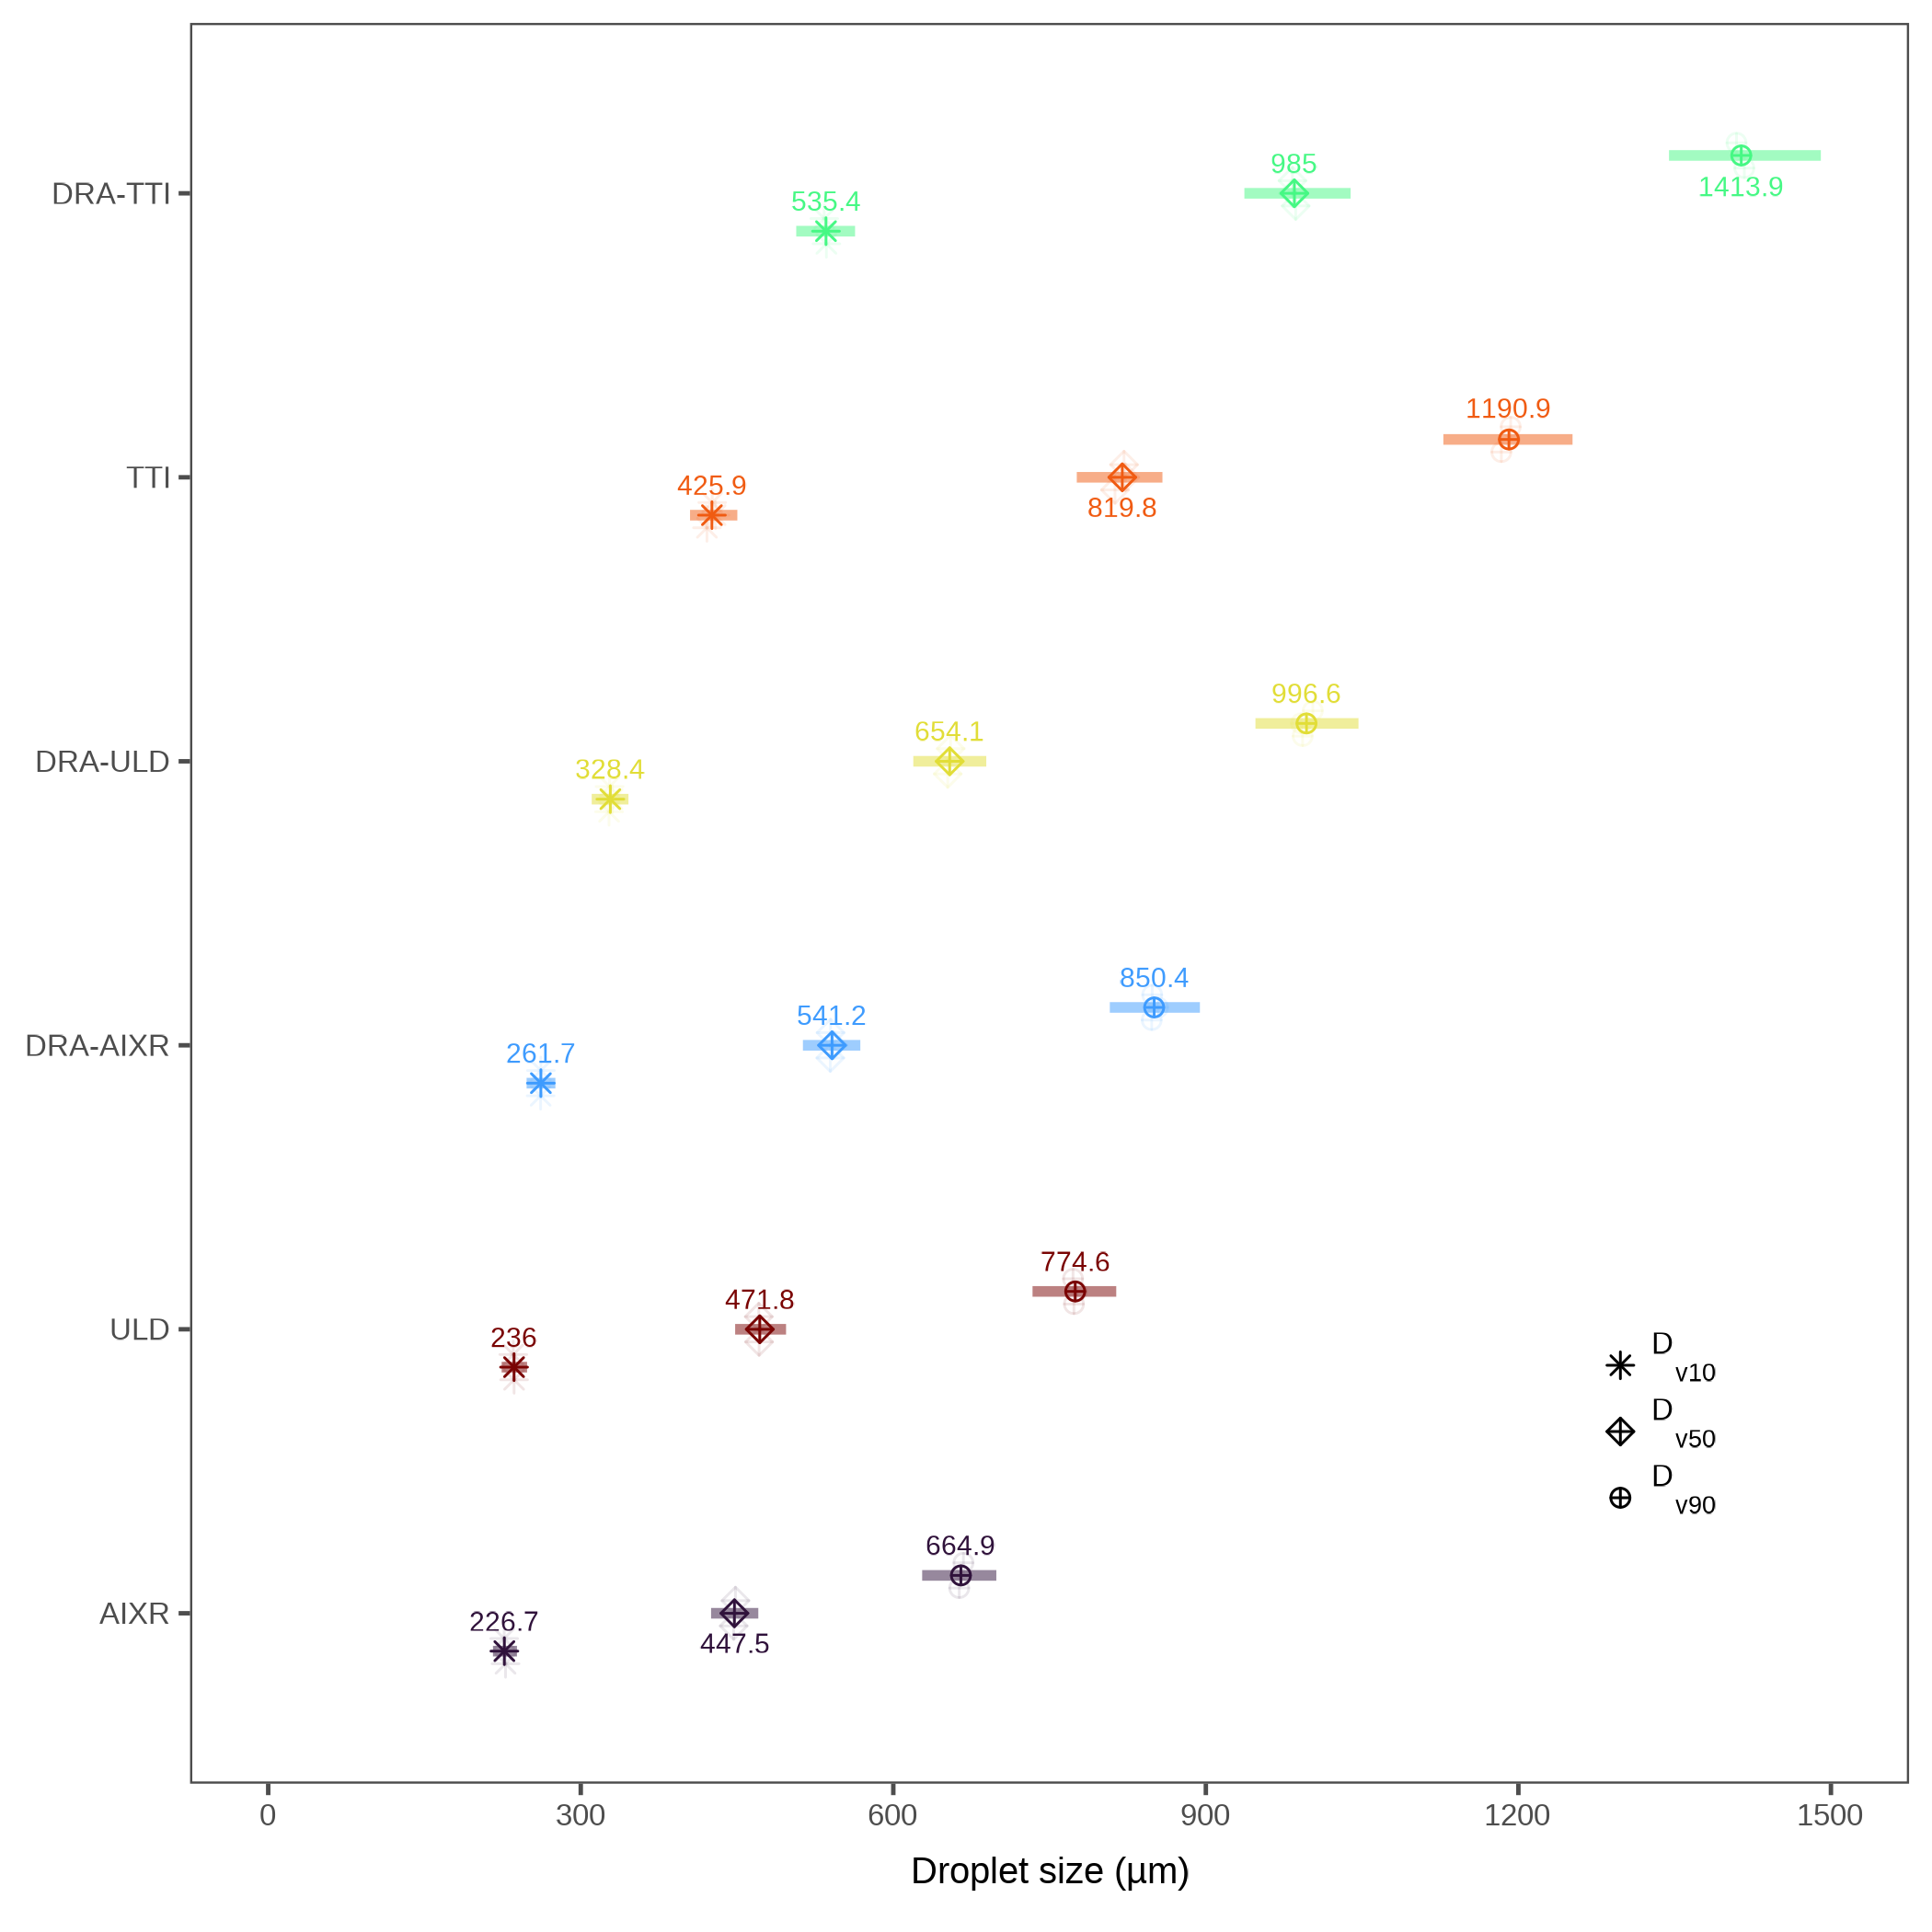 985
1413.9
DRA-TTI
535.4
1190.9
TTI
425.9
819.8
996.6
654.1
DRA-ULD
328.4
850.4
541.2
DRA-AIXR
261.7
774.6
471.8
ULD
236
D v10
D v50
D v90
664.9
AIXR
226.7
447.5
0 300 600 900 1200 1500
Droplet size (µm)